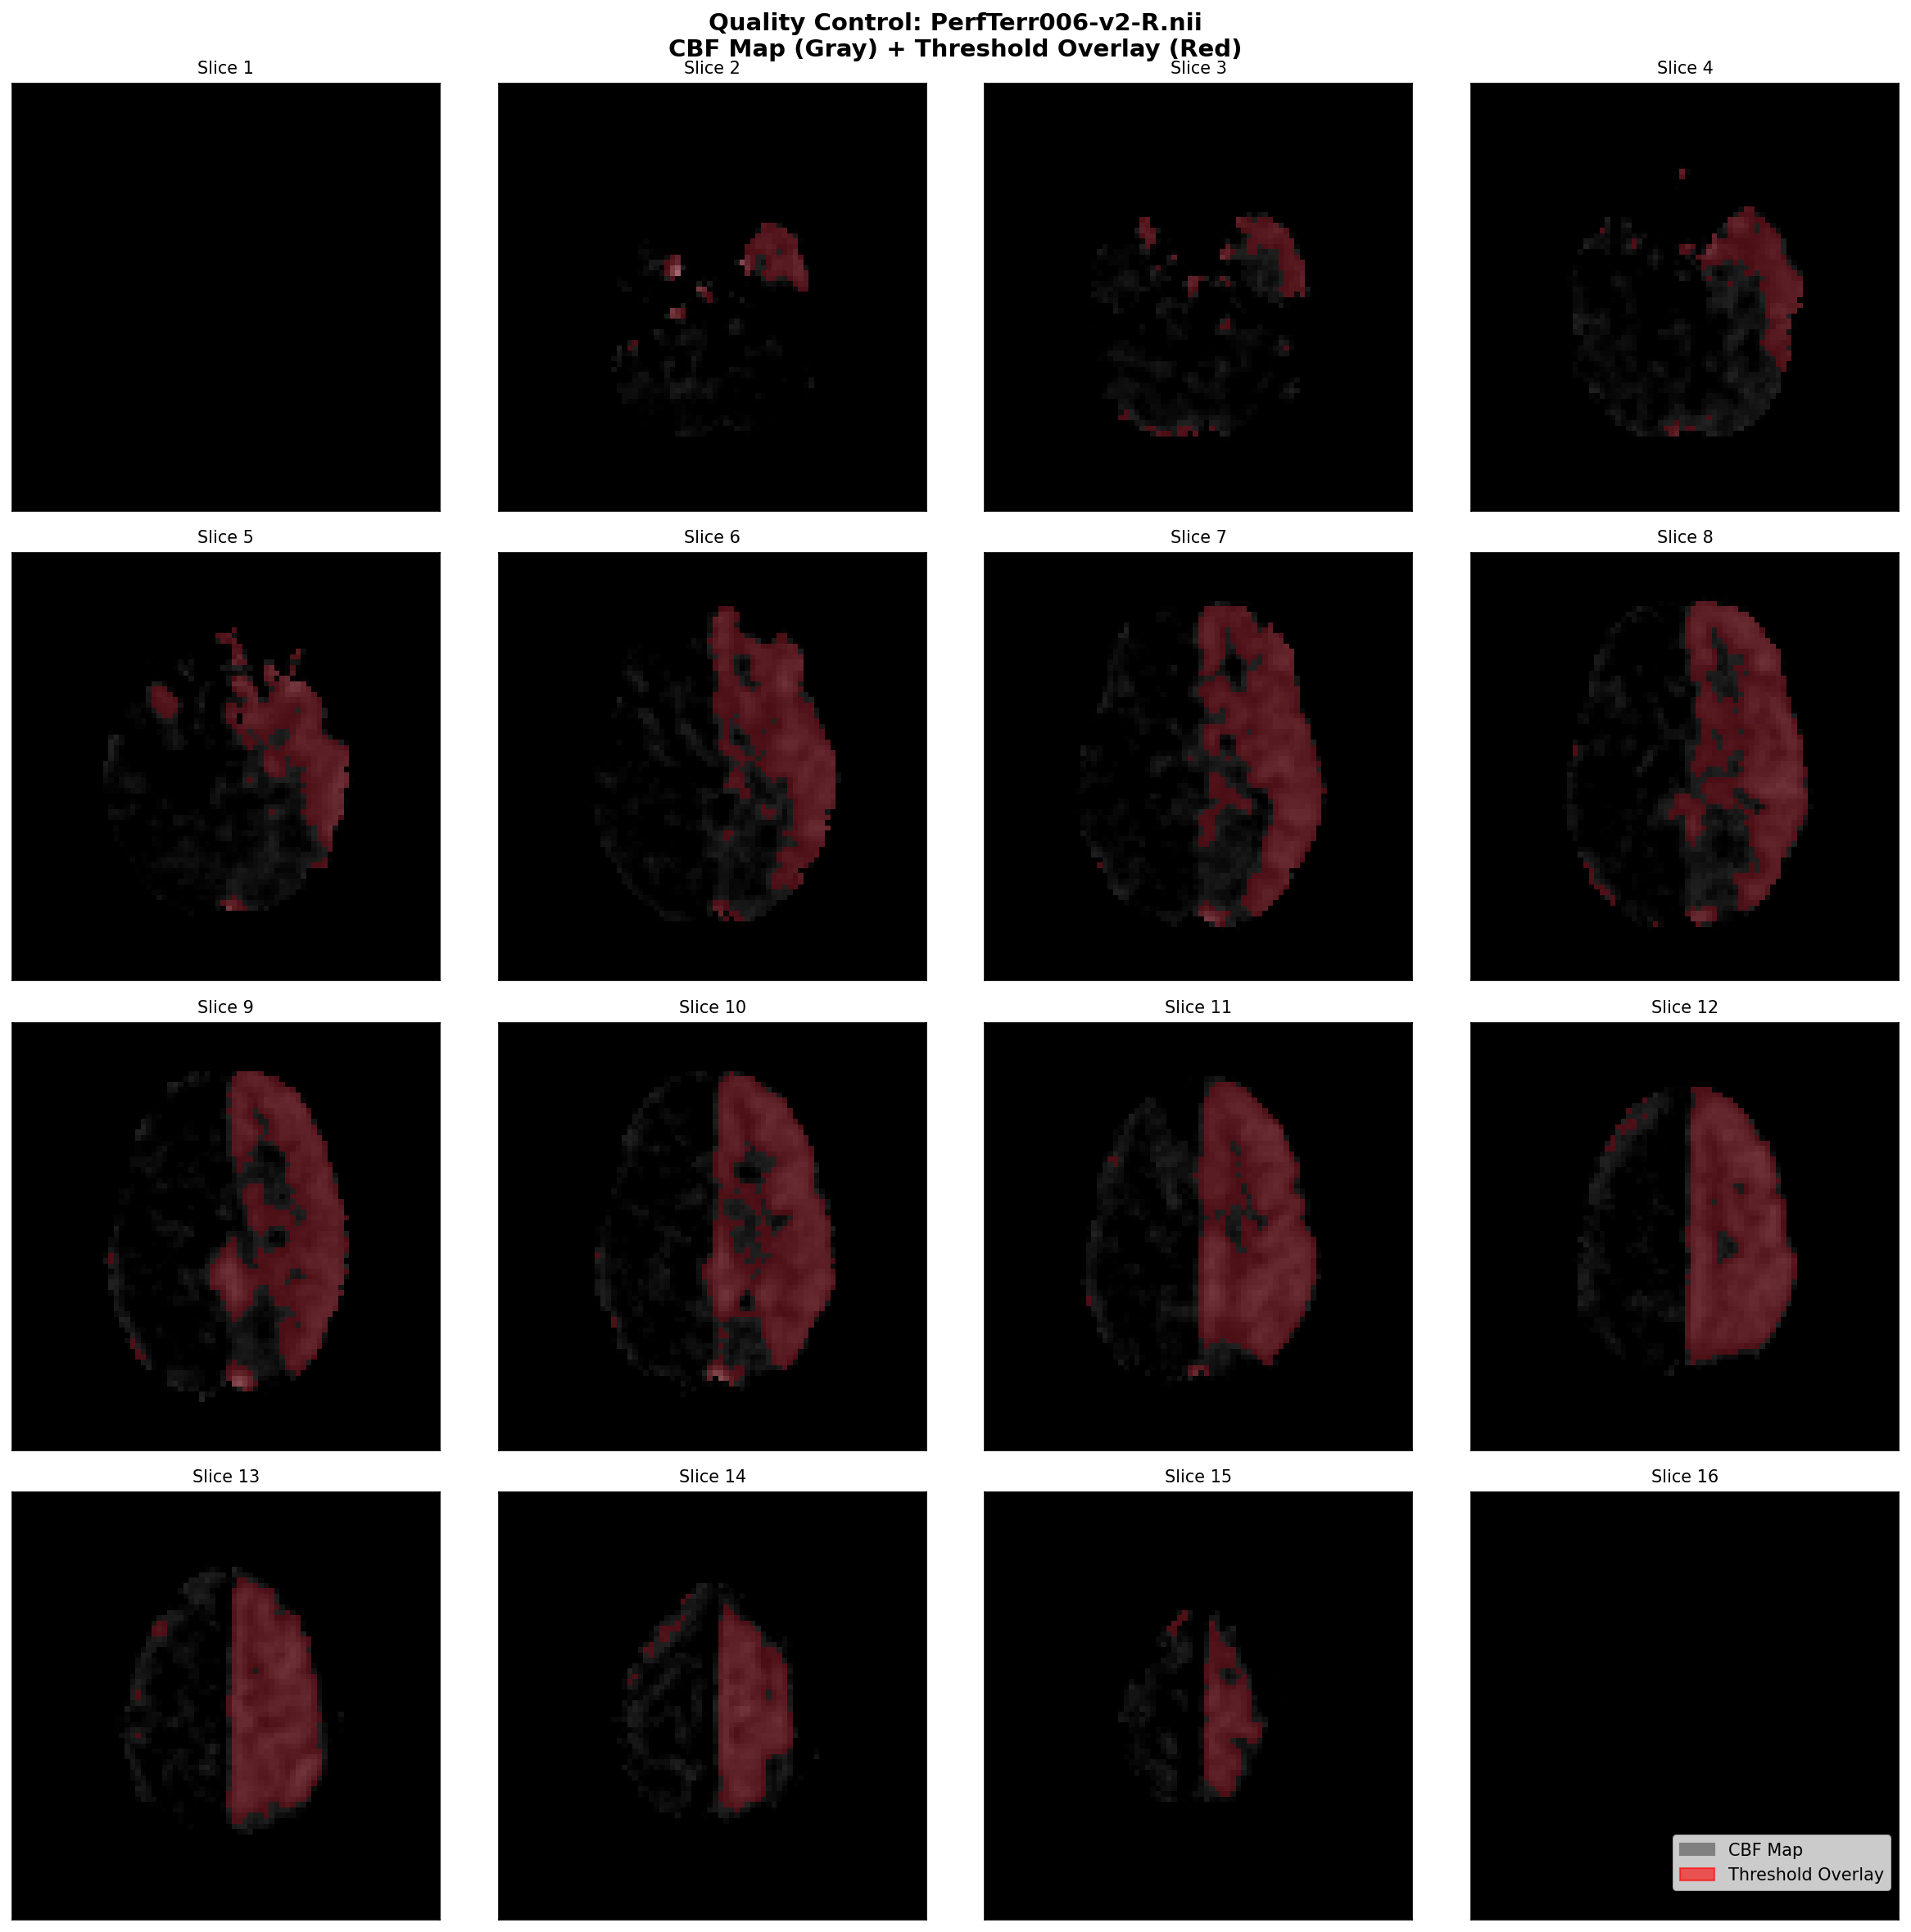 Quality Control: PerfTerr006-v2-R.nii
CBF Map (Gray) + Threshold Overlay (Red)
Slice 1
Slice 2
Slice 3
Slice 4
Slice 5
Slice 6
Slice 7
Slice 8
Slice 9
Slice 10
Slice 11
Slice 12
Slice 13
Slice 14
Slice 15
Slice 16
CBF Map
Threshold Overlay